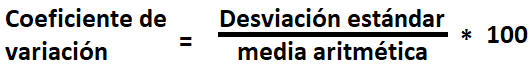 Coeficiente de variación = Desviación estándar / media aritmética * 100